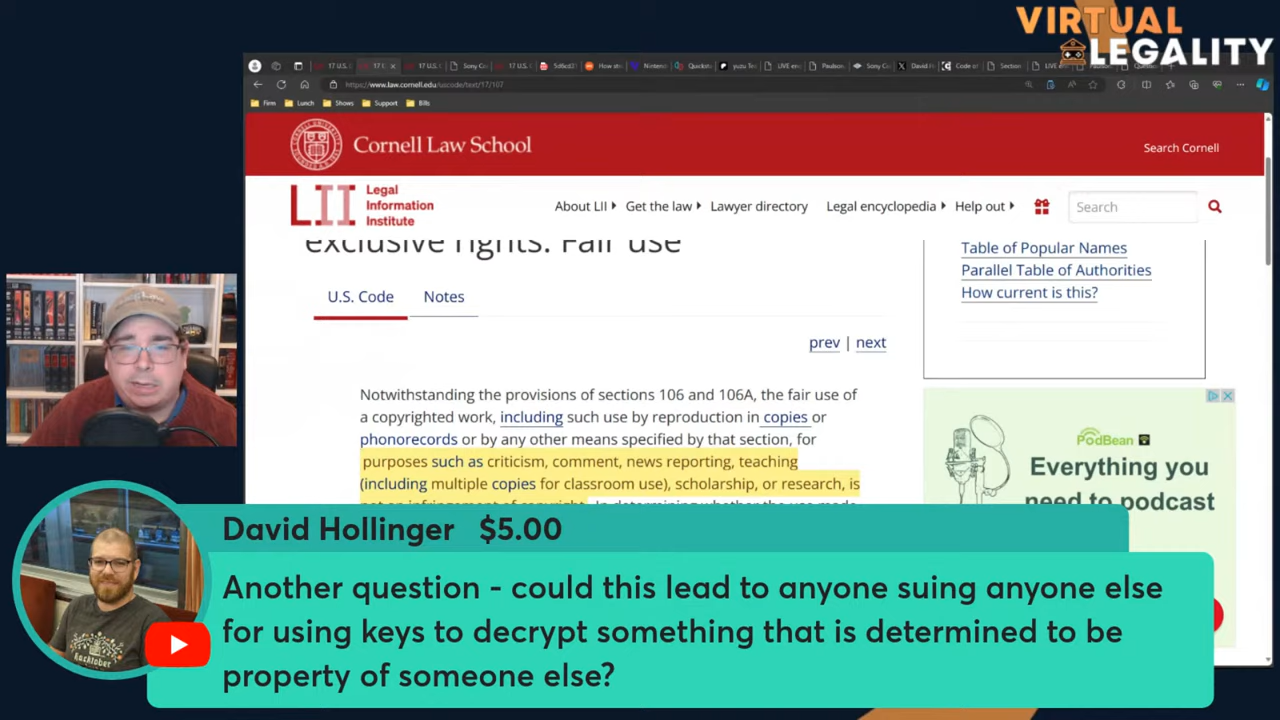 VIRTUAL
LEGALITY
https://www.law.cornell.edu/uscode/text/17/107
Firms Lunch Shows Support Bills
Cornell Law School
Search Cornell
LII
Legal
Information
Institute
About LII Get the law Lawyer directory Legal encyclopedia Help out Search
exclusive rights: Fair use
U.S. Code Notes
prev | next
Notwithstanding the provisions of sections 106 and 106A, the fair use of
a copyrighted work, including such use by reproduction in copies or
phonorecords or by any other means specified by that section, for
purposes such as criticism, comment, news reporting, teaching
(including multiple copies for classroom use), scholarship, or research, is
Table of Popular Names
Parallel Table of Authorities
How current is this?
PodBean
Everything you
need to podcast
David Hollinger $5.00
Another question - could this lead to anyone suing anyone else
for using keys to decrypt something that is determined to be
property of someone else?